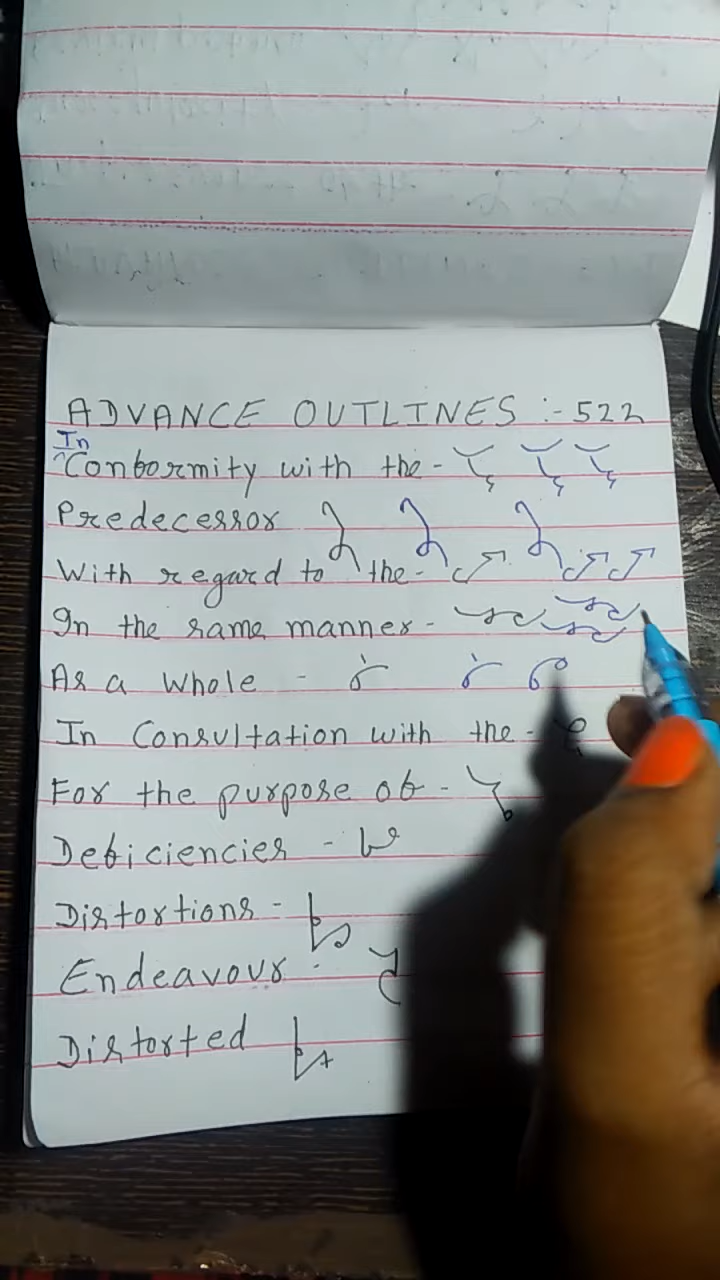 ADVANCE OUTLINES :- 522
In
Conformity with the -
Predecessor
With regard to the -
In the same manner -
As a whole -
In Consultation with the -
For the purpose of -
Deficiencies -
Distortions -
Endeavour -
Distorted